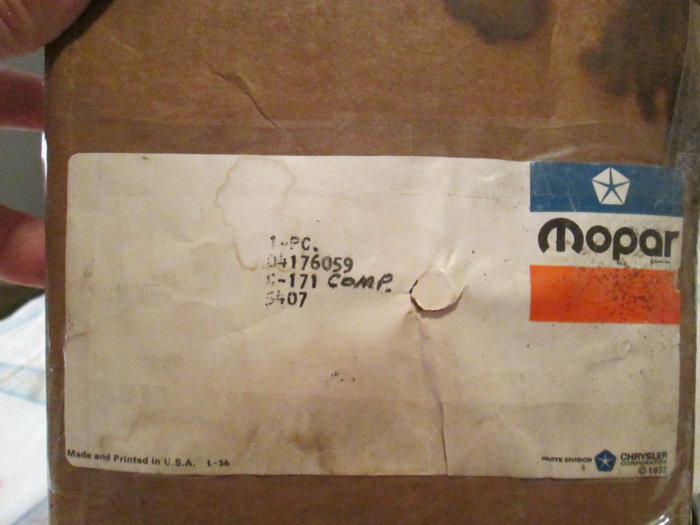 1-PC.
04176059
C-171 COMP.
5407
mopar
Made and Printed in U.S.A. L-36
PARTS DIVISION
CHRYSLER
CORPORATION
© 1972